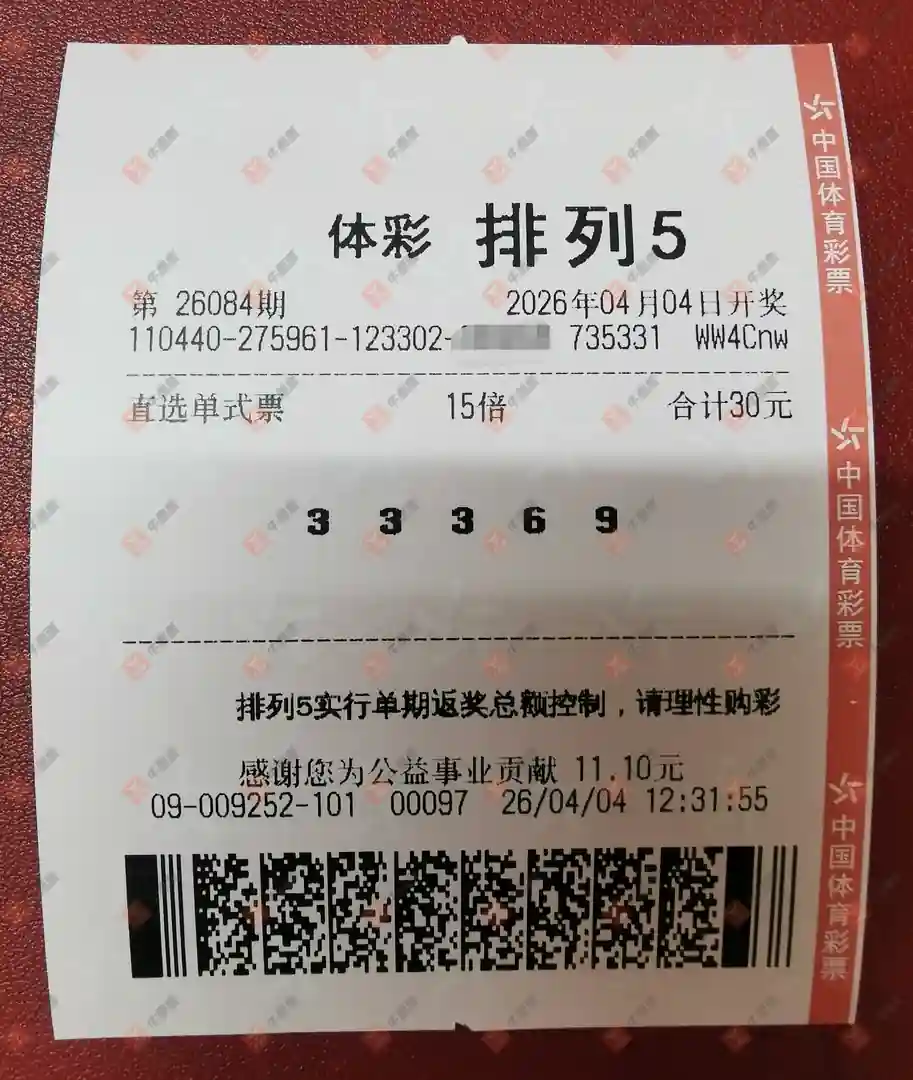 体彩 排列5
第 26084期 2026年04月04日开奖
110440-275961-123302- 735331 WW4Cnw
直选单式票 15倍 合计30元
3 3 3 6 9
排列5实行单期返奖总额控制，请理性购彩
感谢您为公益事业贡献 11.10元
09-009252-101 00097 26/04/04 12:31:55
中国体育彩票
中国体育彩票
中国体育彩票